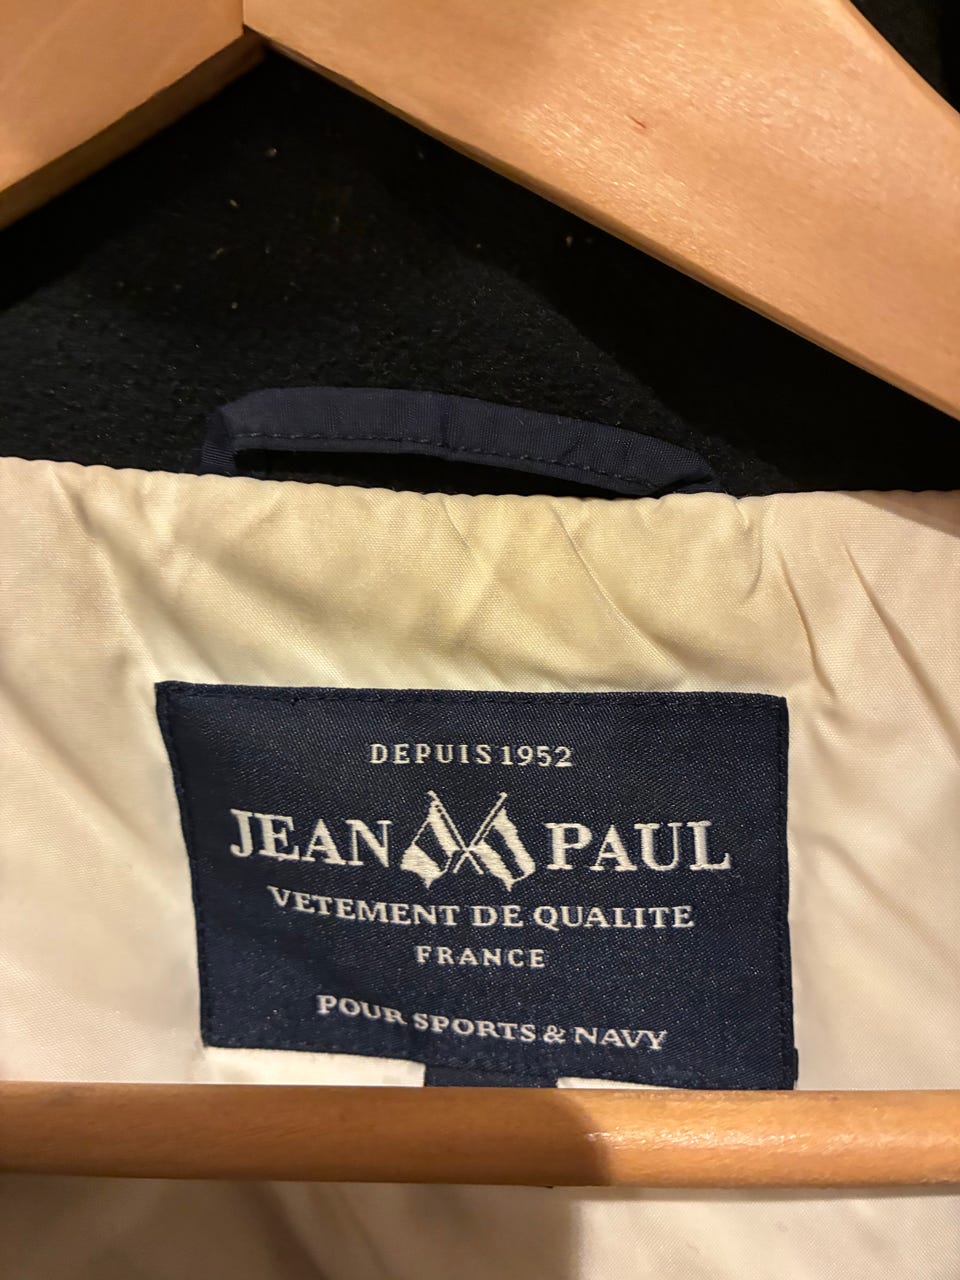 DEPUIS 1952
JEAN PAUL
VETEMENT DE QUALITE
FRANCE
POUR SPORTS & NAVY